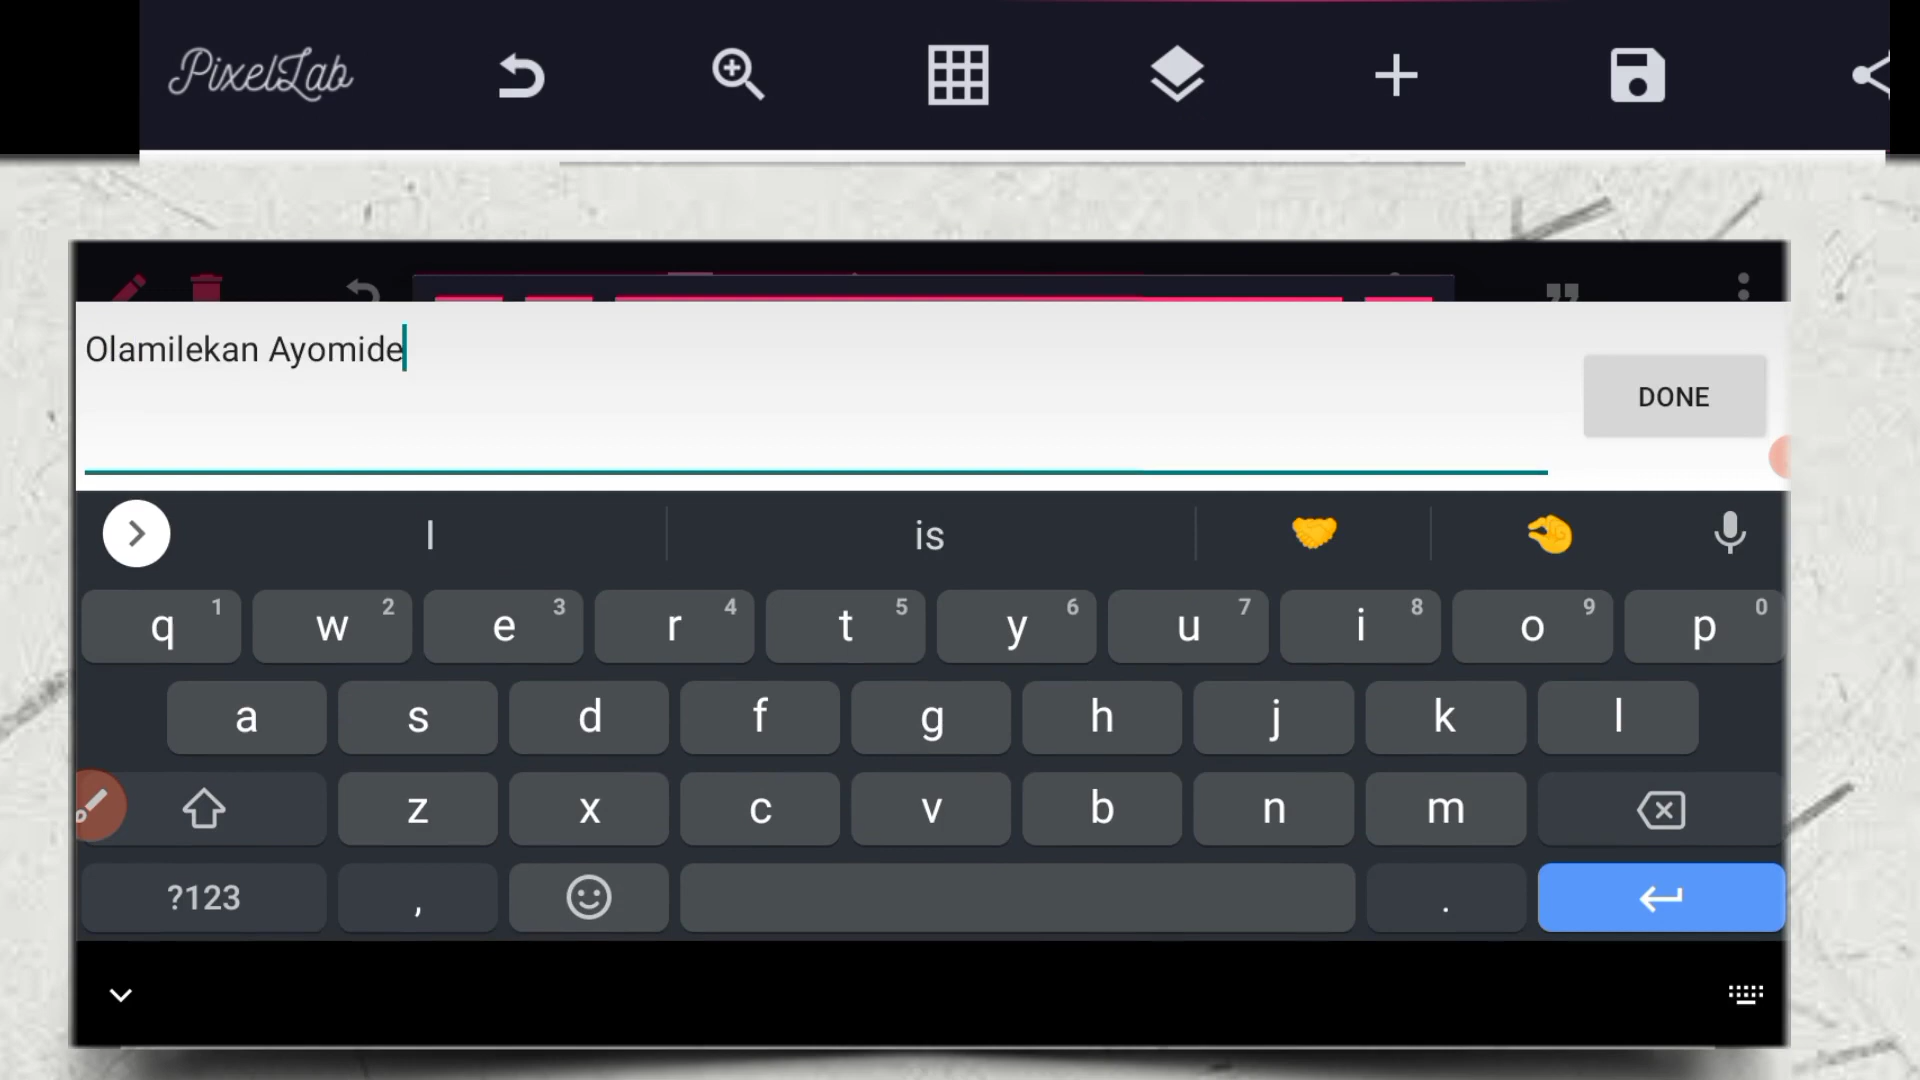 PixelLab
Olamilekan Ayomide
DONE
l is
q 1 w 2 e 3 r 4 t 5 y 6 u 7 i 8 o 9 p 0
a s d f g h j k l
z x c v b n m
?123 , .